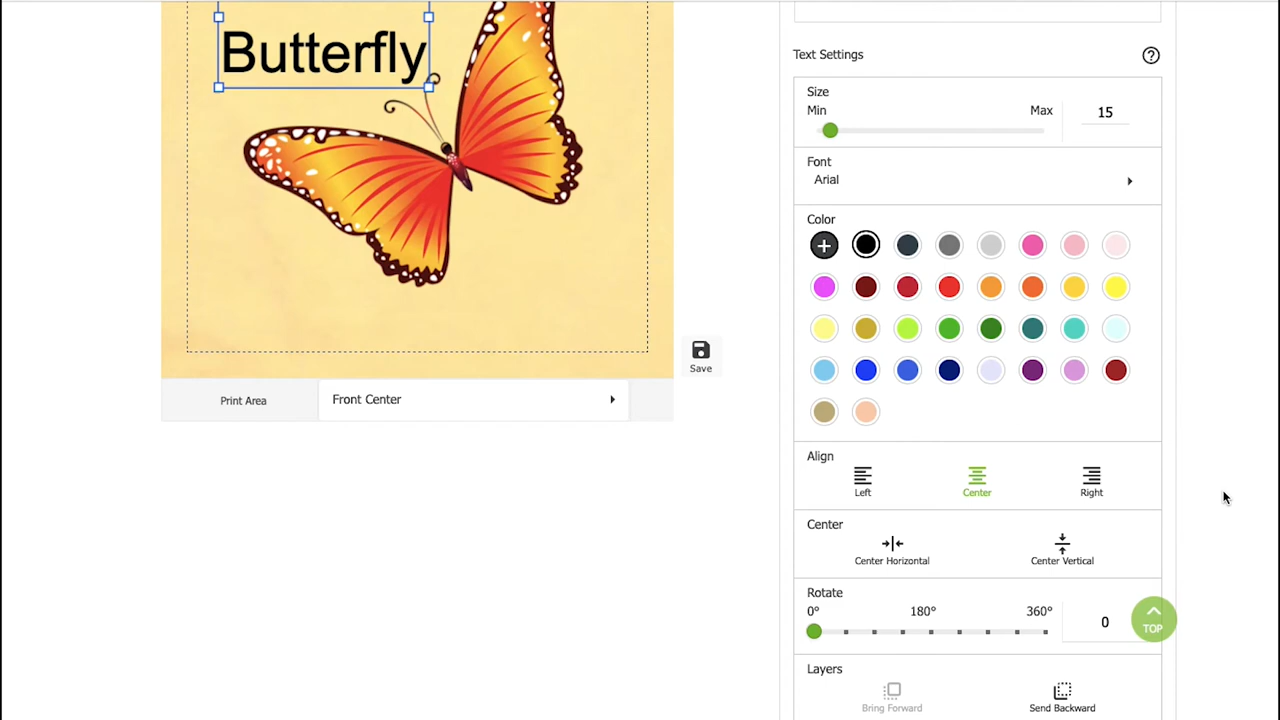 Butterfly
Save
Print Area
Front Center
Text Settings
?
Size
Min
Max
15
Font
Arial
Color
Align
Left
Center
Right
Center
Center Horizontal
Center Vertical
Rotate
0°
180°
360°
0
TOP
Layers
Bring Forward
Send Backward